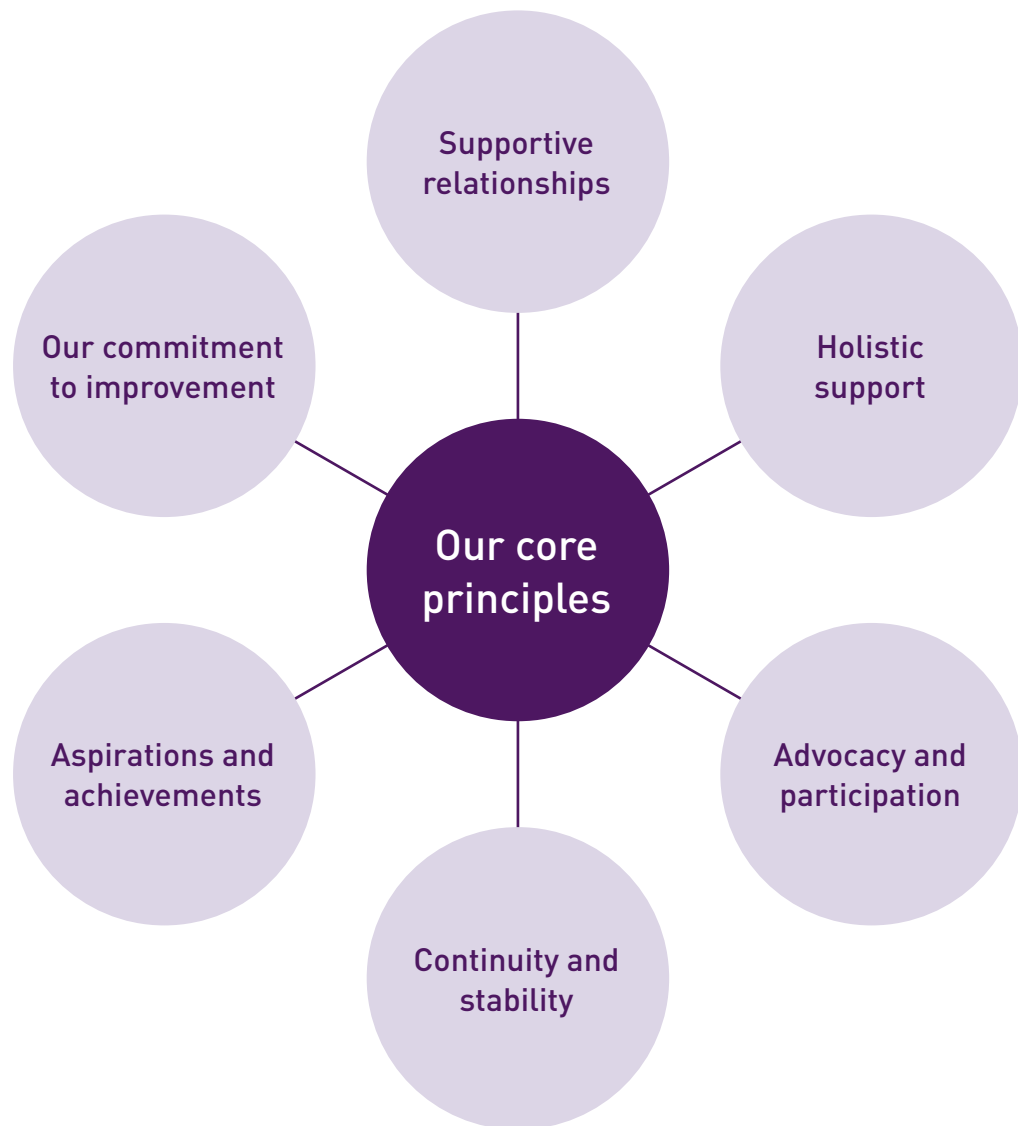 Supportive
relationships
Our commitment
to improvement
Holistic
support
Our core
principles
Aspirations and
achievements
Advocacy and
participation
Continuity and
stability